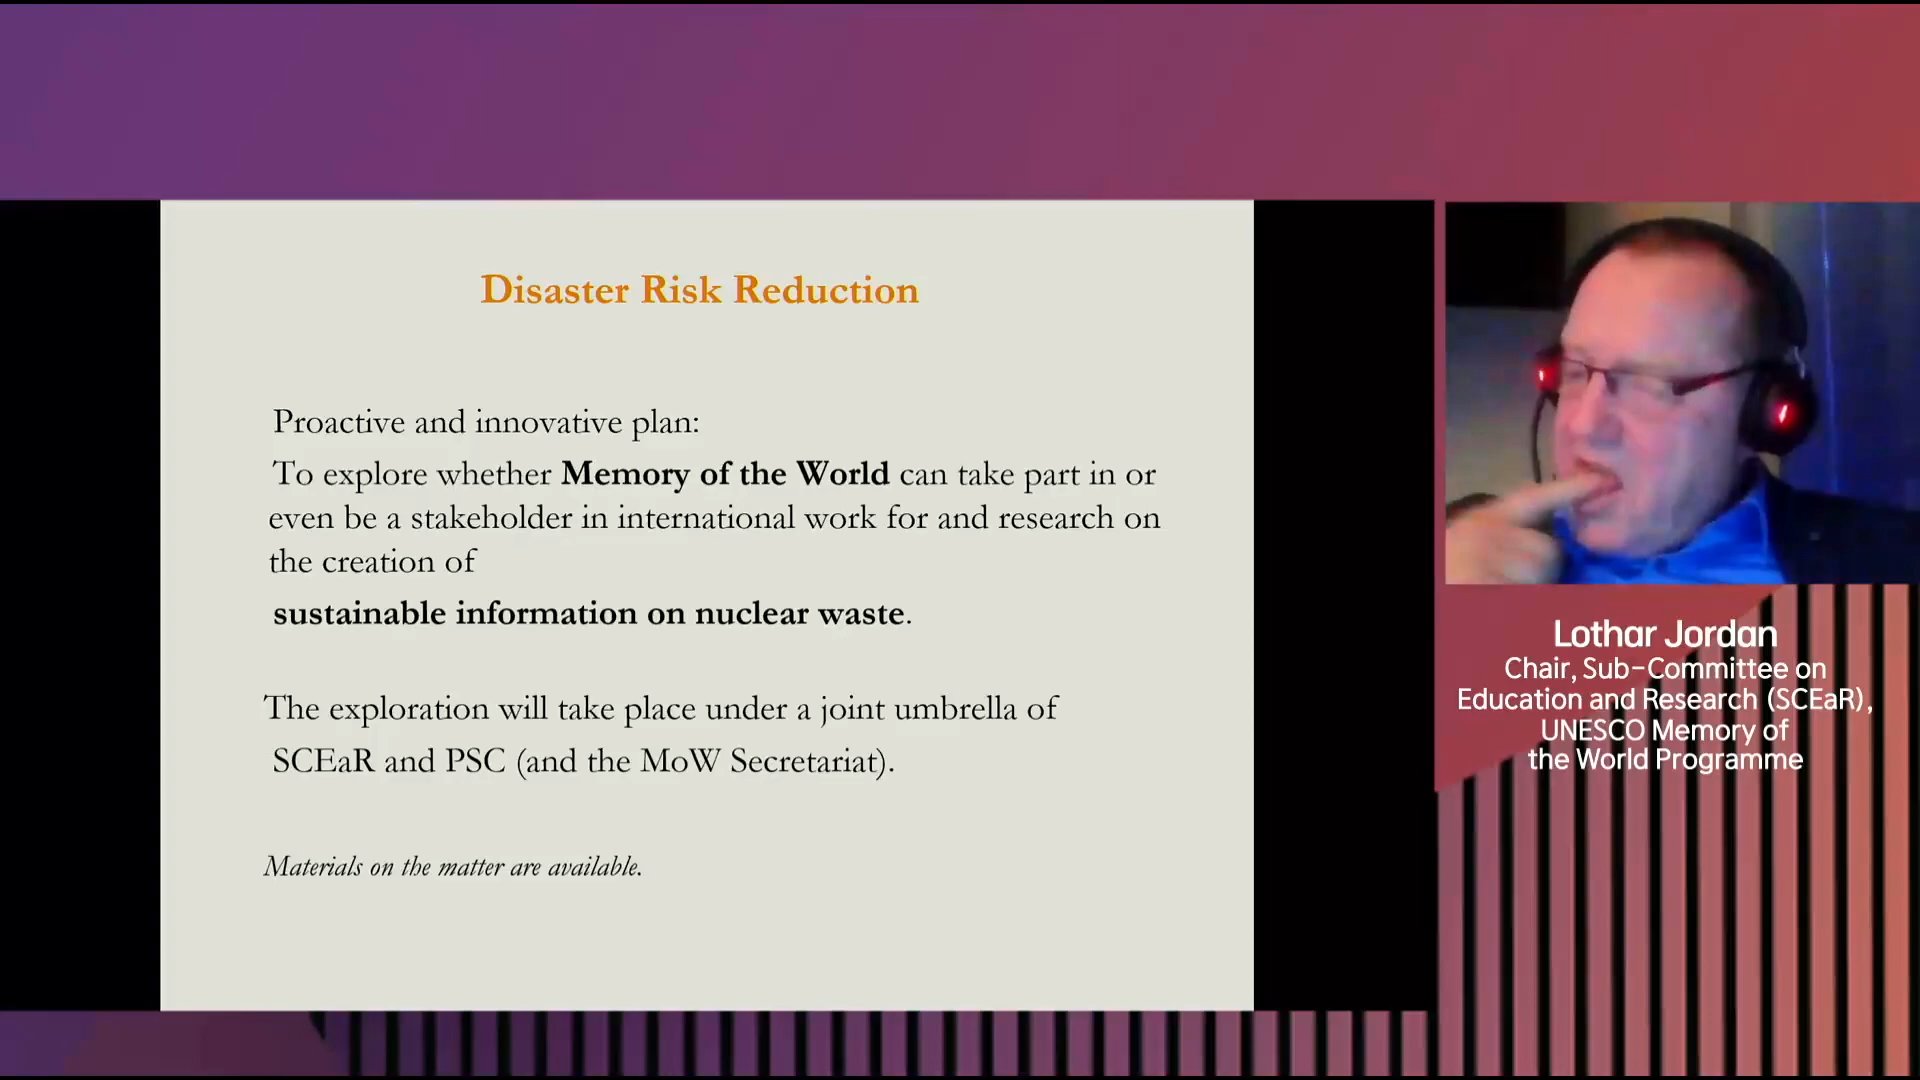 Disaster Risk Reduction
Proactive and innovative plan:
To explore whether Memory of the World can take part in or
even be a stakeholder in international work for and research on
the creation of
sustainable information on nuclear waste.
The exploration will take place under a joint umbrella of
SCEaR and PSC (and the MoW Secretariat).
Materials on the matter are available.
Lothar Jordan
Chair, Sub-Committee on
Education and Research (SCEaR),
UNESCO Memory of
the World Programme